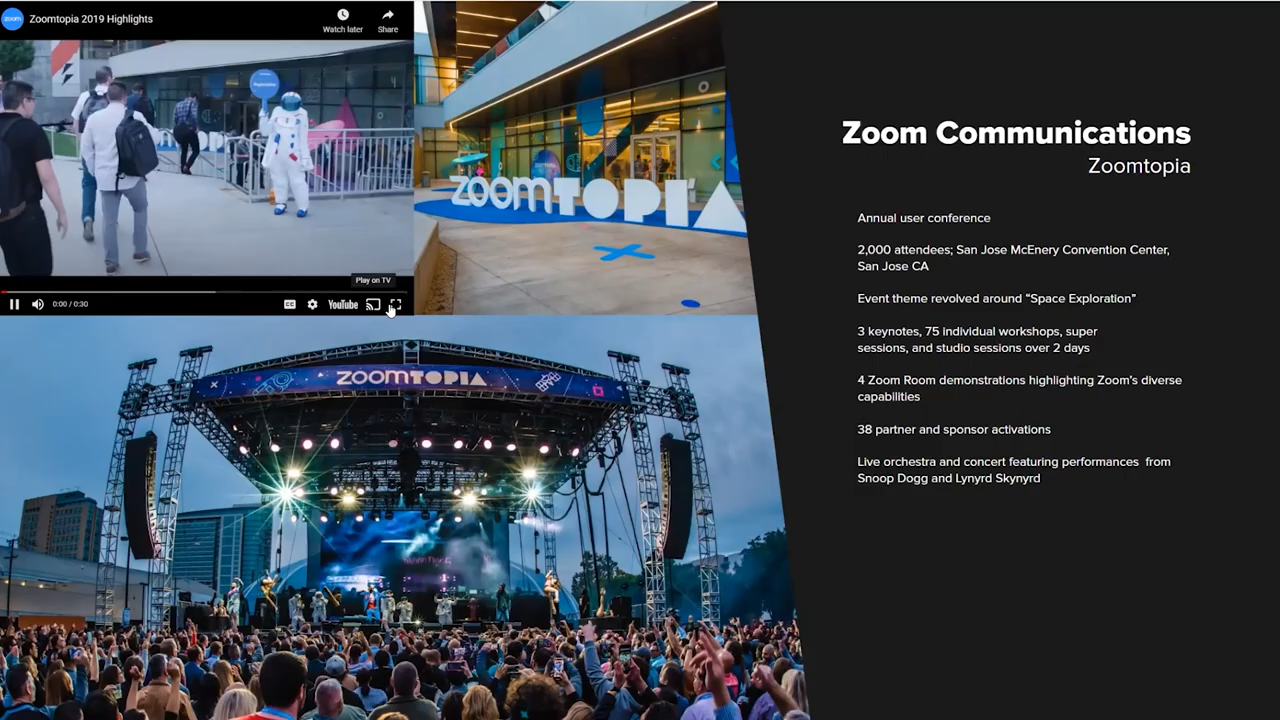 zoom
Zoomtopia 2019 Highlights
Watch later
Share
Registration
Play on TV
0:00 / 0:30
CC
YouTube
zoomTOPIA
zoomTOPIA
Zoom Communications
Zoomtopia
Annual user conference
2,000 attendees; San Jose McEnery Convention Center,
San Jose CA
Event theme revolved around “Space Exploration”
3 keynotes, 75 individual workshops, super
sessions, and studio sessions over 2 days
4 Zoom Room demonstrations highlighting Zoom’s diverse
capabilities
38 partner and sponsor activations
Live orchestra and concert featuring performances  from
Snoop Dogg and Lynyrd Skynyrd